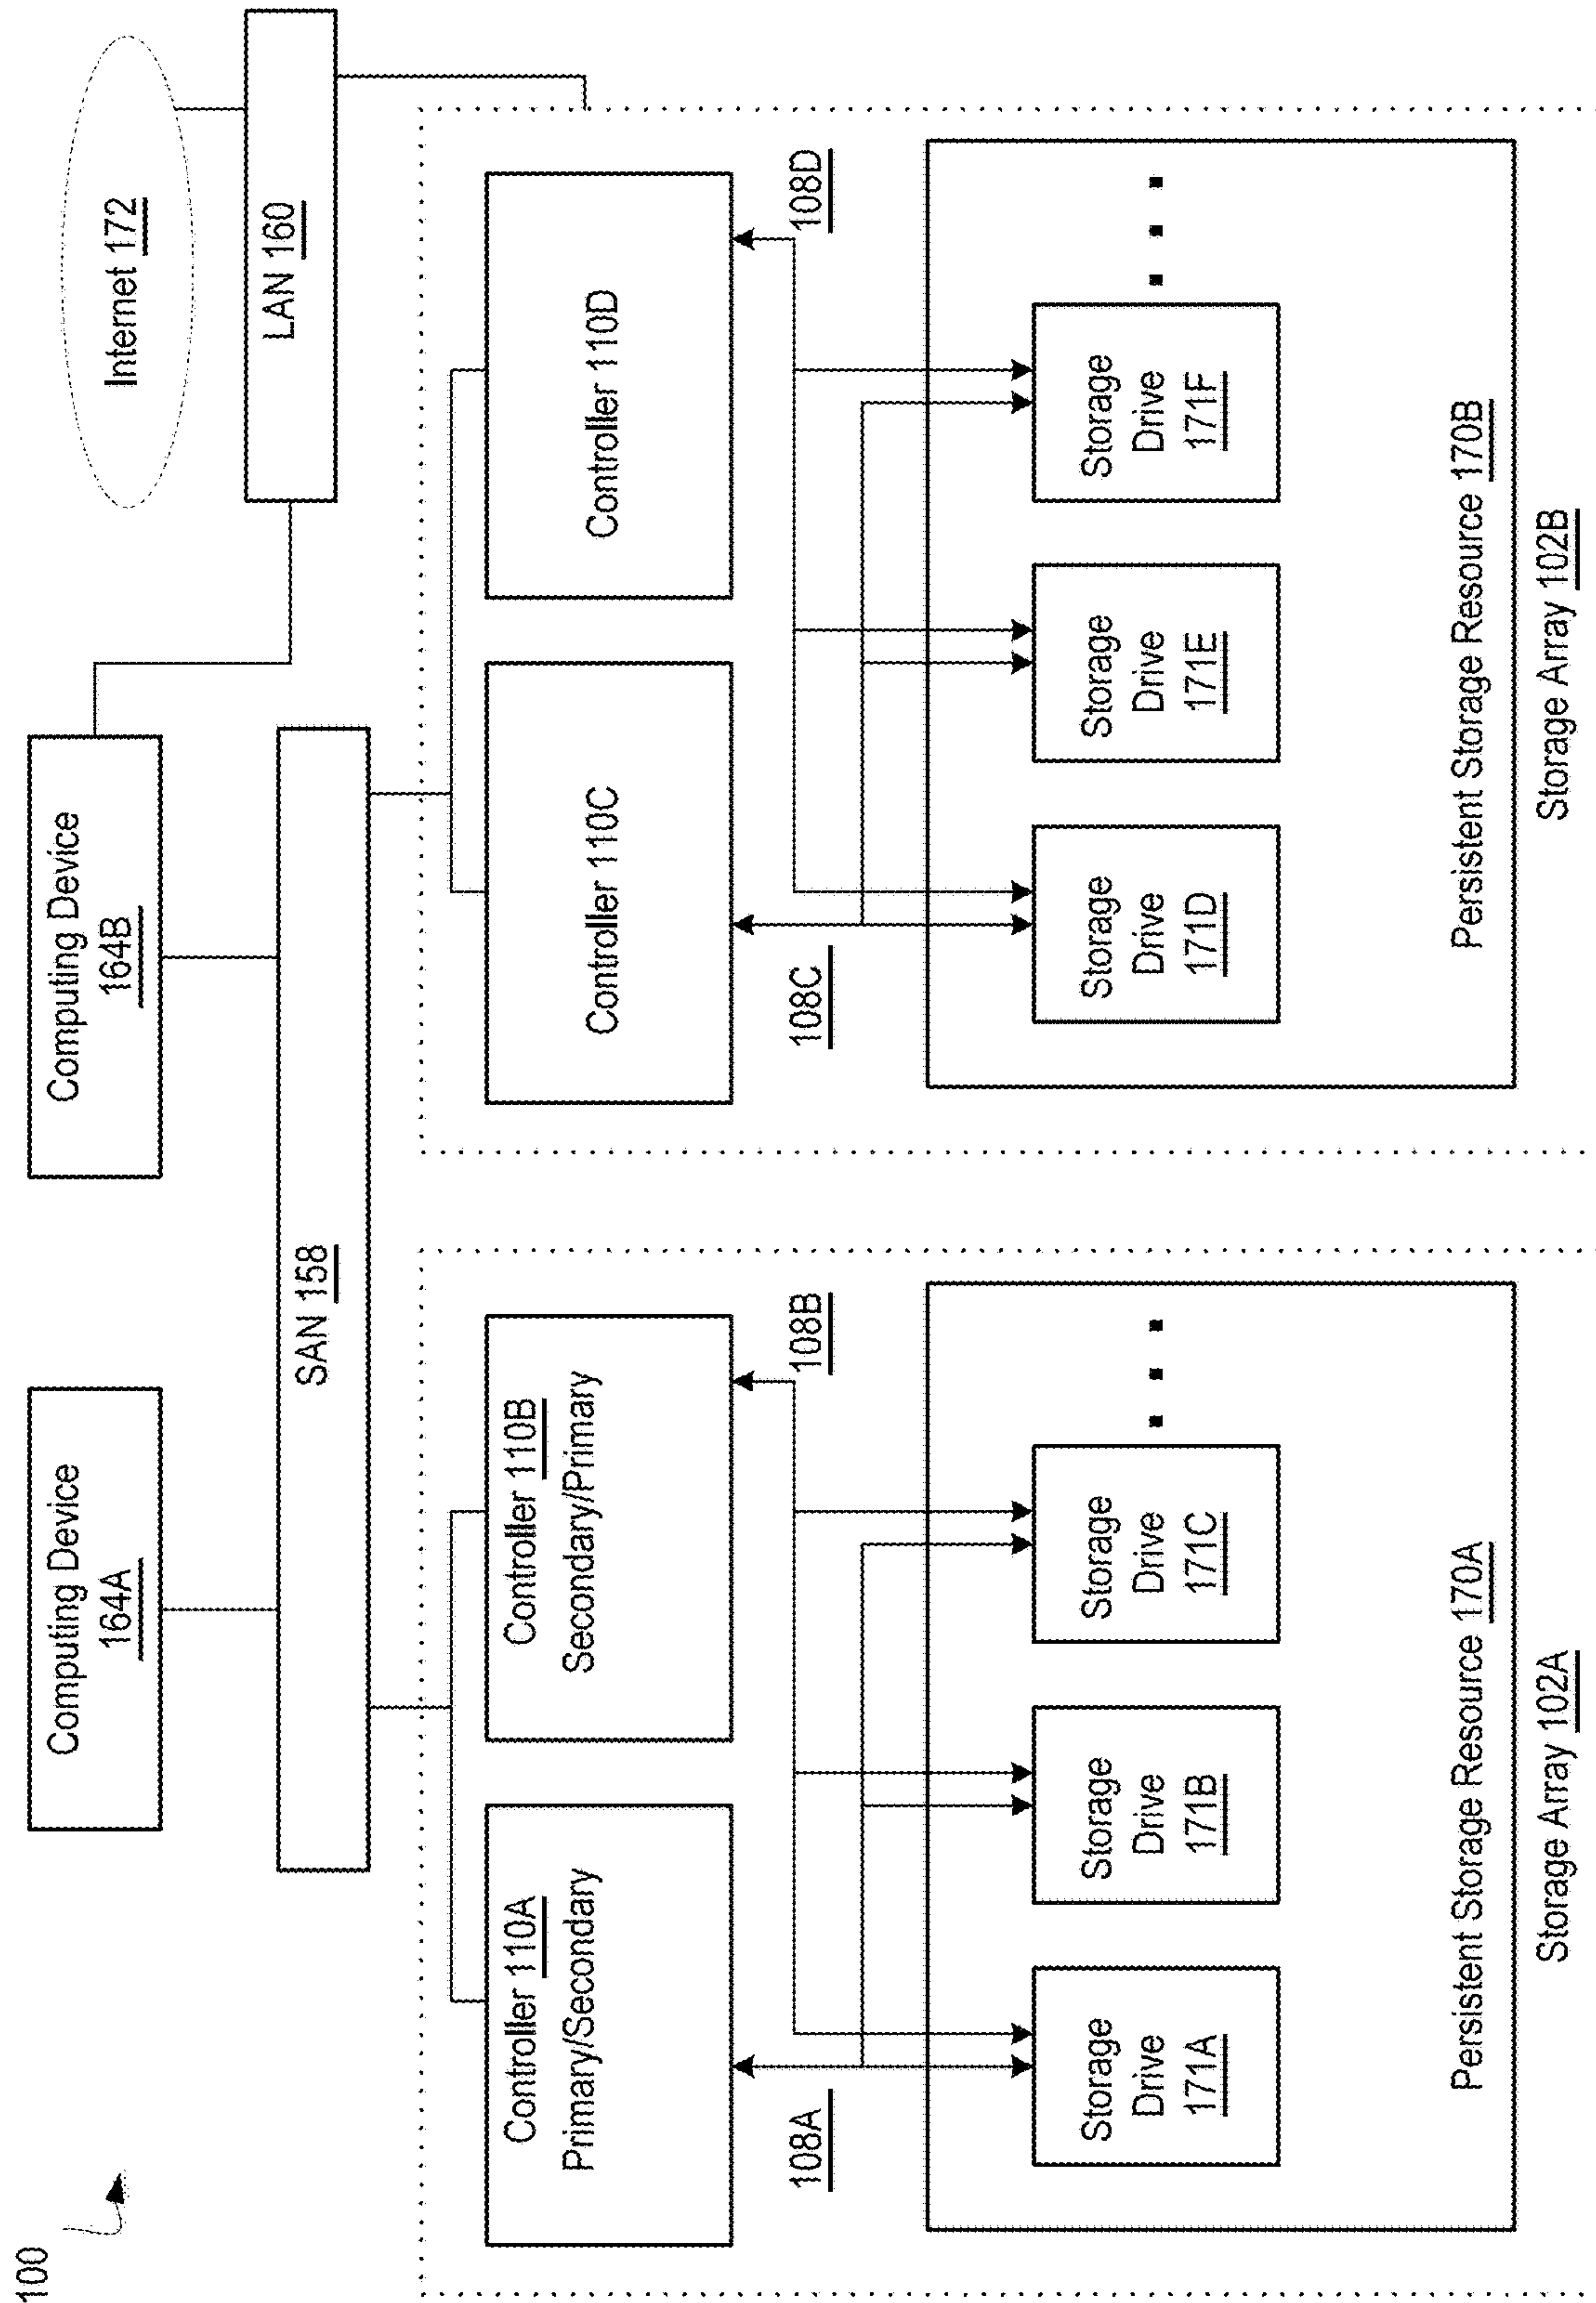 100
Computing Device
164A
Computing Device
164B
Internet 172
SAN 158
LAN 160
Controller 110A
Primary/Secondary
Controller 110B
Secondary/Primary
Controller 110C
Controller 110D
108A
108B
108C
108D
Storage
Drive
171A
Storage
Drive
171B
Storage
Drive
171C
Storage
Drive
171D
Storage
Drive
171E
Storage
Drive
171F
Persistent Storage Resource 170A
Persistent Storage Resource 170B
Storage Array 102A
Storage Array 102B